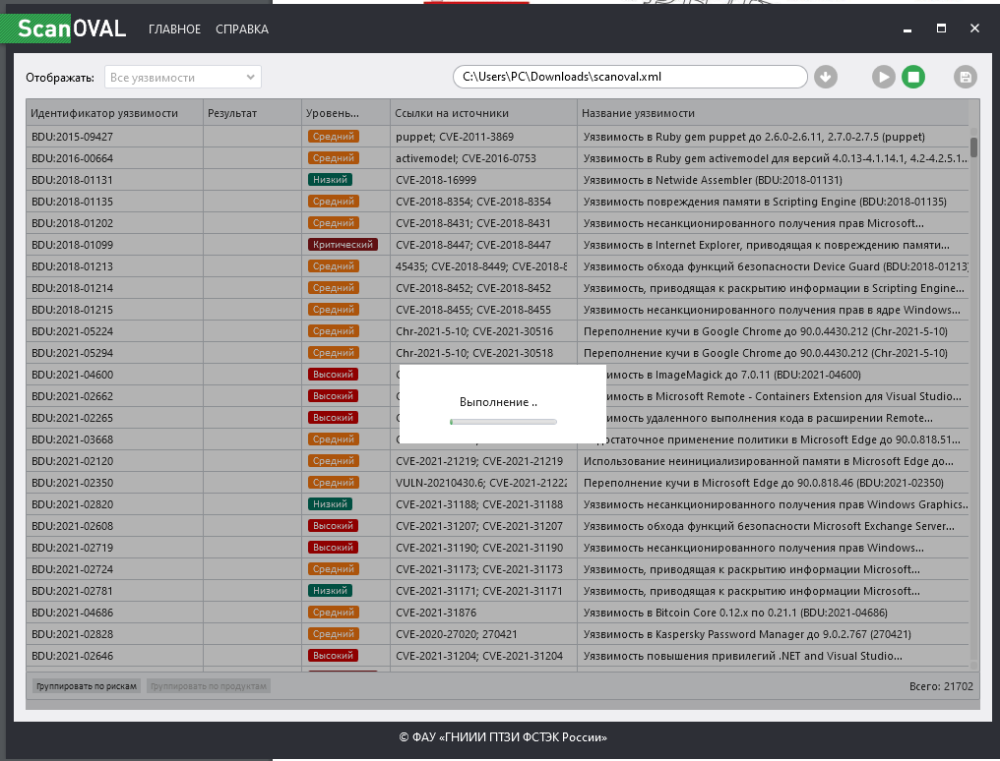 ScanOVAL ГЛАВНОЕ СПРАВКА
Отображать: Все уязвимости C:\Users\PC\Downloads\scanoval.xml
Идентификатор уязвимости Результат Уровень... Ссылки на источники Название уязвимости
BDU:2015-09427 Средний puppet; CVE-2011-3869 Уязвимость в Ruby gem puppet до 2.6.0-2.6.11, 2.7.0-2.7.5 (puppet)
BDU:2016-00664 Средний activemodel; CVE-2016-0753 Уязвимость в Ruby gem activemodel для версий 4.0.13-4.1.14.1, 4.2-4.2.5.1...
BDU:2018-01131 Низкий CVE-2018-16999 Уязвимость в Netwide Assembler (BDU:2018-01131)
BDU:2018-01135 Средний CVE-2018-8354; CVE-2018-8354 Уязвимость повреждения памяти в Scripting Engine (BDU:2018-01135)
BDU:2018-01202 Средний CVE-2018-8431; CVE-2018-8431 Уязвимость несанкционированного получения прав Microsoft...
BDU:2018-01099 Критический CVE-2018-8447; CVE-2018-8447 Уязвимость в Internet Explorer, приводящая к повреждению памяти...
BDU:2018-01213 Средний 45435; CVE-2018-8449; CVE-2018-8 Уязвимость обхода функций безопасности Device Guard (BDU:2018-01213)
BDU:2018-01214 Средний CVE-2018-8452; CVE-2018-8452 Уязвимость, приводящая к раскрытию информации в Scripting Engine...
BDU:2018-01215 Средний CVE-2018-8455; CVE-2018-8455 Уязвимость несанкционированного получения прав в ядре Windows...
BDU:2021-05224 Средний Chr-2021-5-10; CVE-2021-30516 Переполнение кучи в Google Chrome до 90.0.4430.212 (Chr-2021-5-10)
BDU:2021-05294 Средний Chr-2021-5-10; CVE-2021-30518 Переполнение кучи в Google Chrome до 90.0.4430.212 (Chr-2021-5-10)
BDU:2021-04600 Высокий имость в ImageMagick до 7.0.11 (BDU:2021-04600)
BDU:2021-02662 Высокий имость в Microsoft Remote - Containers Extension для Visual Studio...
Выполнение ..
BDU:2021-02265 Высокий имость удаленного выполнения кода в расширении Remote...
BDU:2021-03668 Средний остаточное применение политики в Microsoft Edge до 90.0.818.51...
BDU:2021-02120 Средний CVE-2021-21219; CVE-2021-21219 Использование неинициализированной памяти в Microsoft Edge до...
BDU:2021-02350 Средний VULN-20210430.6; CVE-2021-21222 Переполнение кучи в Microsoft Edge до 90.0.818.46 (BDU:2021-02350)
BDU:2021-02820 Низкий CVE-2021-31188; CVE-2021-31188 Уязвимость несанкционированного получения прав Windows Graphics...
BDU:2021-02608 Высокий CVE-2021-31207; CVE-2021-31207 Уязвимость обхода функций безопасности Microsoft Exchange Server...
BDU:2021-02719 Высокий CVE-2021-31190; CVE-2021-31190 Уязвимость несанкционированного получения прав Windows...
BDU:2021-02724 Средний CVE-2021-31173; CVE-2021-31173 Уязвимость, приводящая к раскрытию информации Microsoft...
BDU:2021-02781 Низкий CVE-2021-31171; CVE-2021-31171 Уязвимость, приводящая к раскрытию информации Microsoft...
BDU:2021-04686 Средний CVE-2021-31876 Уязвимость в Bitcoin Core 0.12.x по 0.21.1 (BDU:2021-04686)
BDU:2021-02828 Средний CVE-2020-27020; 270421 Уязвимость в Kaspersky Password Manager до 9.0.2.767 (270421)
BDU:2021-02646 Высокий CVE-2021-31204; CVE-2021-31204 Уязвимость повышения привилегий .NET and Visual Studio...
Группировать по рискам Группировать по продуктам Всего: 21702
© ФАУ «ГНИИИ ПТЗИ ФСТЭК России»